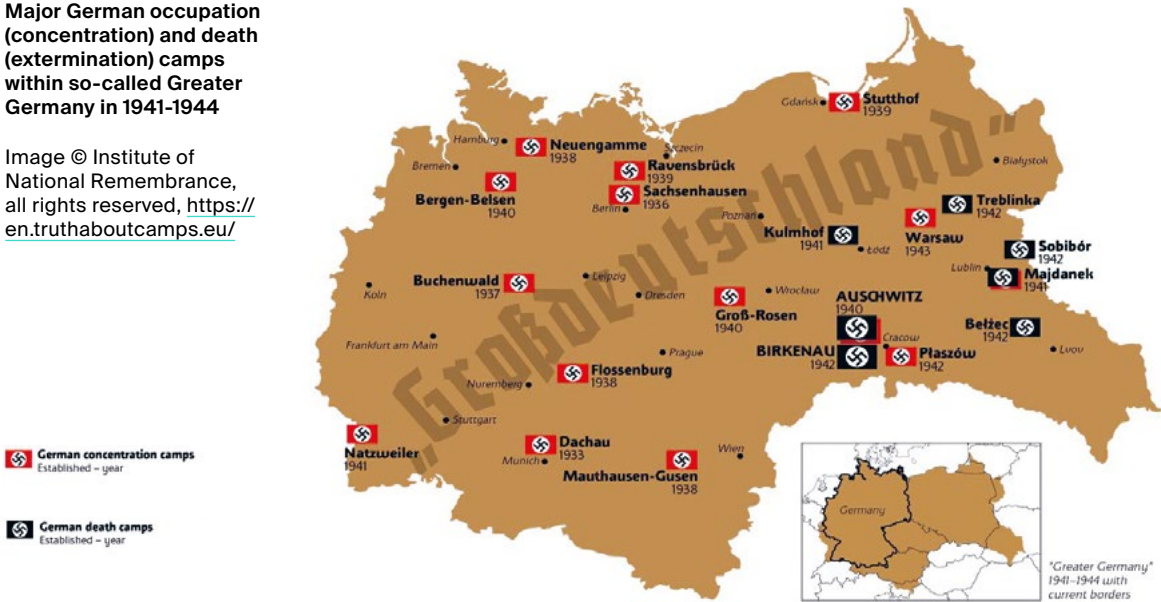 Major German occupation
(concentration) and death
(extermination) camps
within so-called Greater
Germany in 1941-1944
Image © Institute of
National Remembrance,
all rights reserved, https://
en.truthaboutcamps.eu/
Gdańsk
Stutthof
1939
Hamburg
Neuengamme
1938
Szczecin
Bremen
Ravensbrück
1939
Białystok
Bergen-Belsen
1940
Sachsenhausen
1936
Berlin
Poznań
Treblinka
1942
Kulmhof
1941
Łódź
Warsaw
1943
Sobibór
1942
Lublin
Majdanek
1941
Buchenwald
1937
Leipzig
Dresden
Koln
Groß-Rosen
1940
Wrocław
AUSCHWITZ
1940
Cracow
Bełżec
1942
Frankfurt am Main
Prague
BIRKENAU
1942
Płaszów
1942
Lvov
Flossenburg
1938
Nuremberg
Stuttgart
Natzweiler
1941
Munich
Dachau
1933
Wien
Mauthausen-Gusen
1938
„Großdeutschland"
German concentration camps
Established – year
German death camps
Established – year
Germany
"Greater Germany"
1941–1944 with
current borders